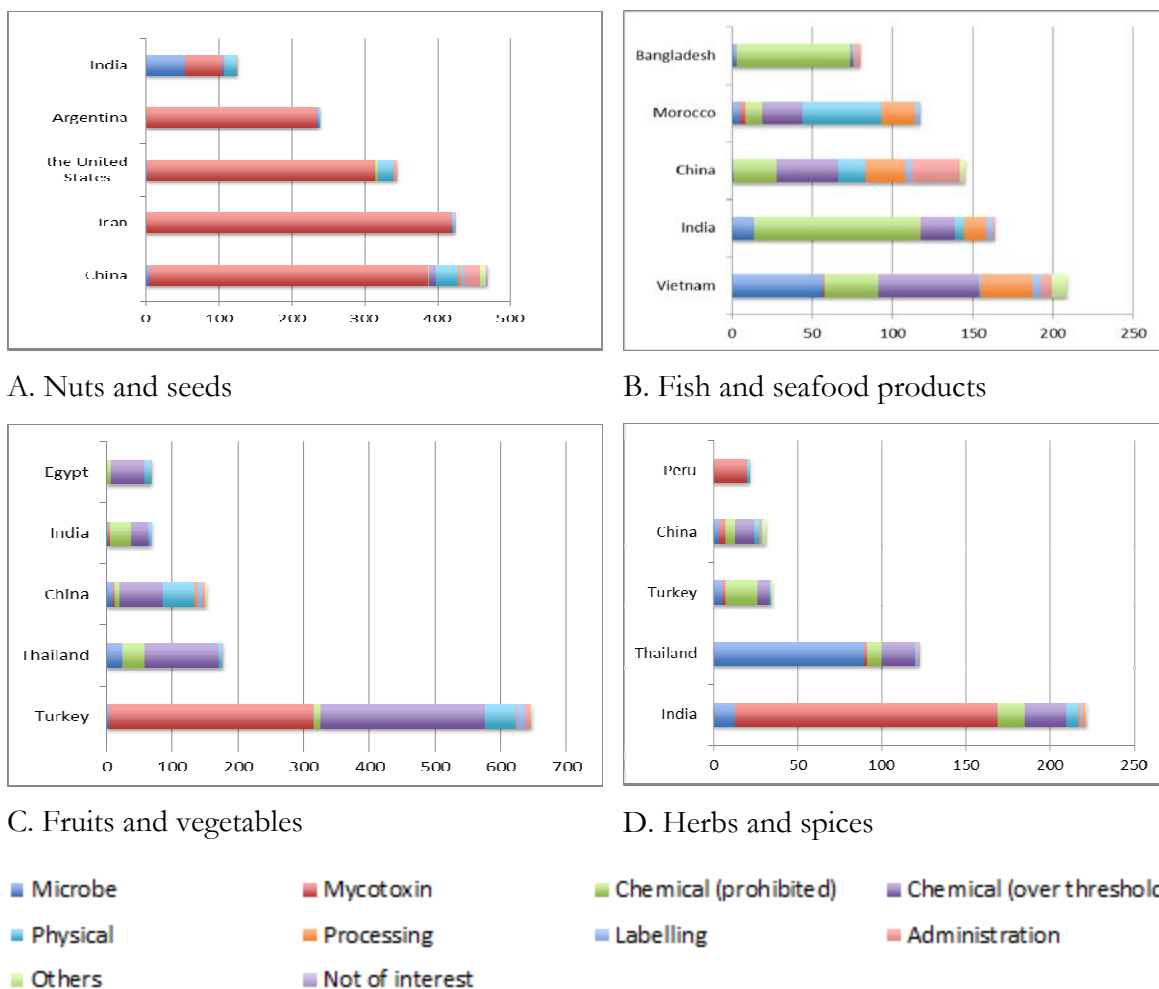 India
Argentina
the United
States
Iran
China
0 100 200 300 400 500
A. Nuts and seeds
Bangladesh
Morocco
China
India
Vietnam
0 50 100 150 200 250
B. Fish and seafood products
Egypt
India
China
Thailand
Turkey
0 100 200 300 400 500 600 700
C. Fruits and vegetables
Peru
China
Turkey
Thailand
India
0 50 100 150 200 250
D. Herbs and spices
Microbe Mycotoxin Chemical (prohibited) Chemical (over threshold
Physical Processing Labelling Administration
Others Not of interest